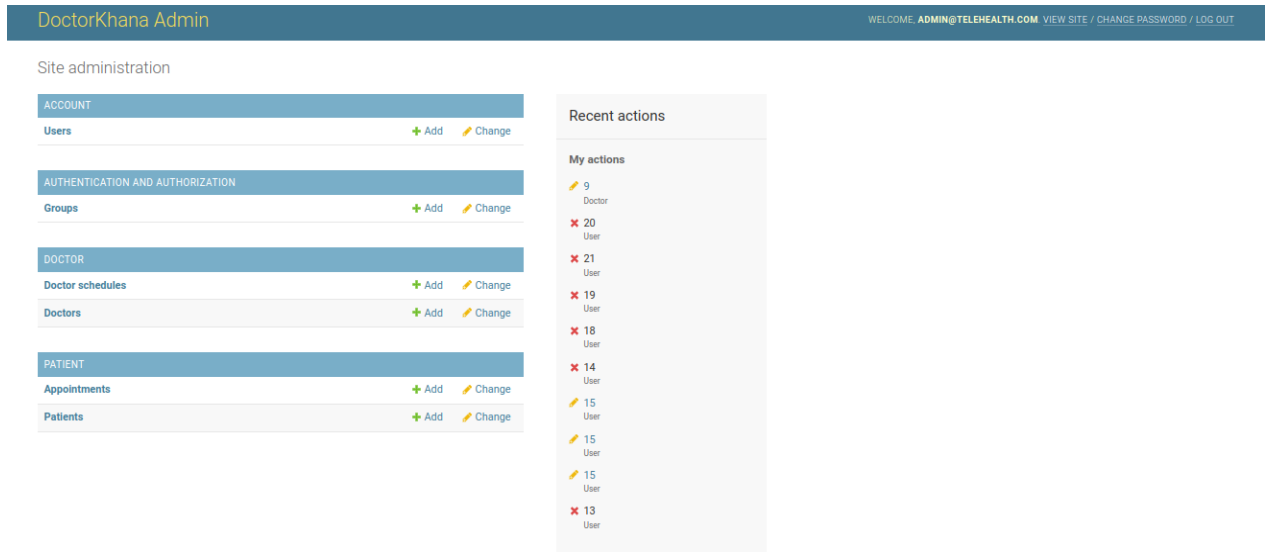 DoctorKhana Admin
WELCOME, ADMIN@TELEHEALTH.COM. VIEW SITE / CHANGE PASSWORD / LOG OUT
Site administration
ACCOUNT
Users Add Change
AUTHENTICATION AND AUTHORIZATION
Groups Add Change
DOCTOR
Doctor schedules Add Change
Doctors Add Change
PATIENT
Appointments Add Change
Patients Add Change
Recent actions
My actions
9
Doctor
20
User
21
User
19
User
18
User
14
User
15
User
15
User
15
User
13
User